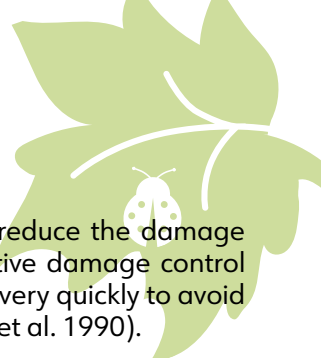 reduce the damage
tive damage control
very quickly to avoid
et al. 1990).